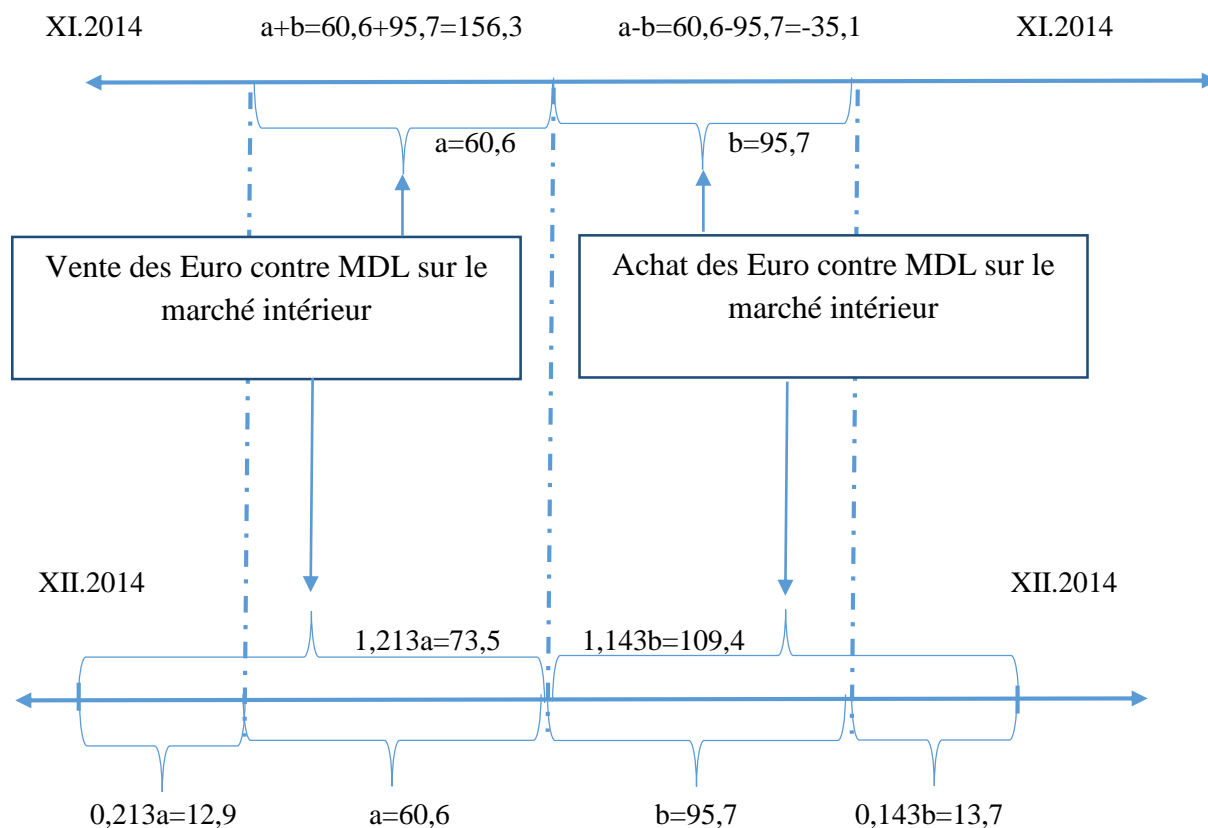 XI.2014
a+b=60,6+95,7=156,3
a-b=60,6-95,7=-35,1
XI.2014
a=60,6
b=95,7
Vente des Euro contre MDL sur le
marché intérieur
Achat des Euro contre MDL sur le
marché intérieur
XII.2014
XII.2014
1,213a=73,5
1,143b=109,4
0,213a=12,9
a=60,6
b=95,7
0,143b=13,7